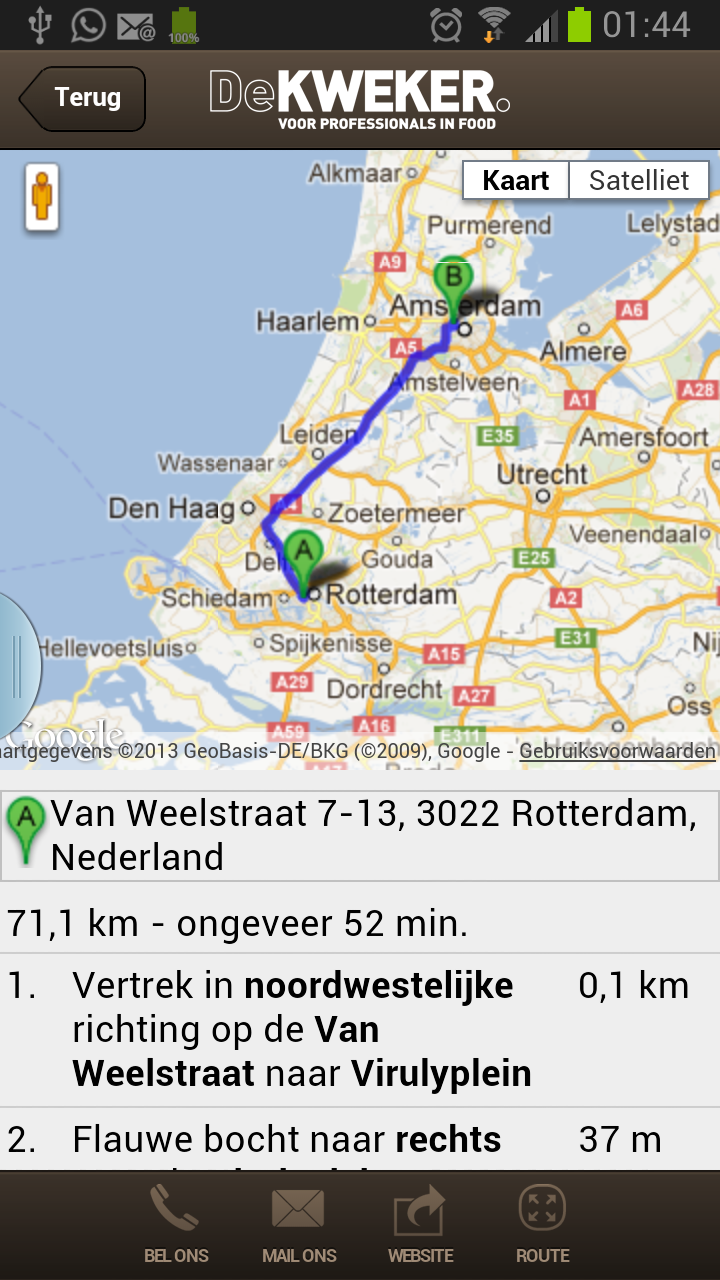 100%
01:44
Terug
DeKWEKER.
VOOR PROFESSIONALS IN FOOD
Kaart
Satelliet
Alkmaar
Purmerend
Lelystad
A9
B
Amsterdam
A6
Haarlem
A5
Almere
Amstelveen
A28
A1
Leiden
E35
Amersfoort
Wassenaar
Utrecht
Den Haag
Zoetermeer
Veenendaal
A
Gouda
E25
Schiedam
Rotterdam
A2
E31
Hellevoetsluis
Spijkenisse
A15
A29
Dordrecht
A27
Oss
Google
A59
A16
E311
artgegevens ©2013 GeoBasis-DE/BKG (©2009), Google - Gebruiksvoorwaarden
A
Van Weelstraat 7-13, 3022 Rotterdam,
Nederland
71,1 km - ongeveer 52 min.
1. Vertrek in noordwestelijke 0,1 km
richting op de Van
Weelstraat naar Virulyplein
2. Flauwe bocht naar rechts 37 m
BEL ONS
MAIL ONS
WEBSITE
ROUTE